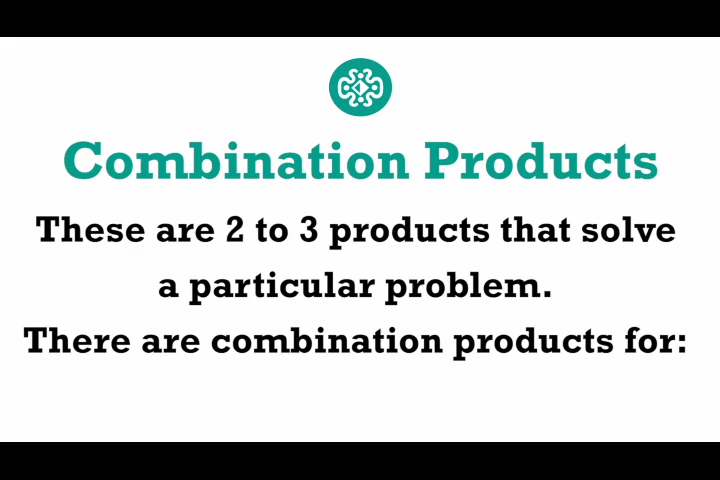 Combination Products
These are 2 to 3 products that solve
a particular problem.
There are combination products for: